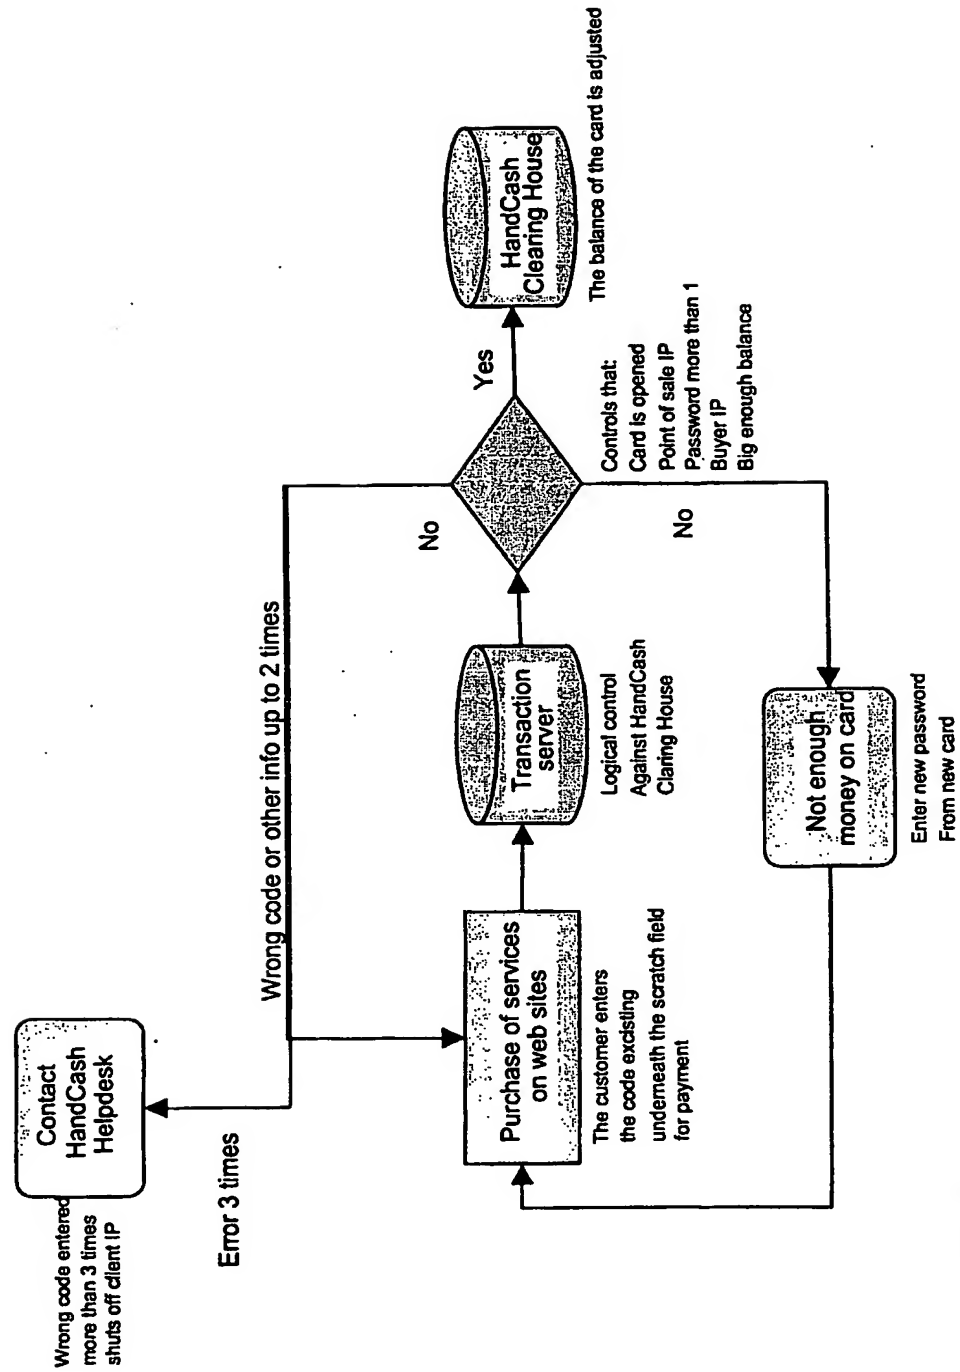 Wrong code entered
more than 3 times
shuts off client IP
Contact
HandCash
Helpdesk
Error 3 times
Wrong code or other info up to 2 times
Purchase of services
on web sites
The customer enters
the code excisting
underneath the scratch field
for payment
Transaction
server
Logical control
Against HandCash
Claring House
No
Yes
No
Controls that:
Card is opened
Point of sale IP
Password more than 1
Buyer IP
Big enough balance
HandCash
Clearing House
The balance of the card is adjusted
Not enough
money on card
Enter new password
From new card